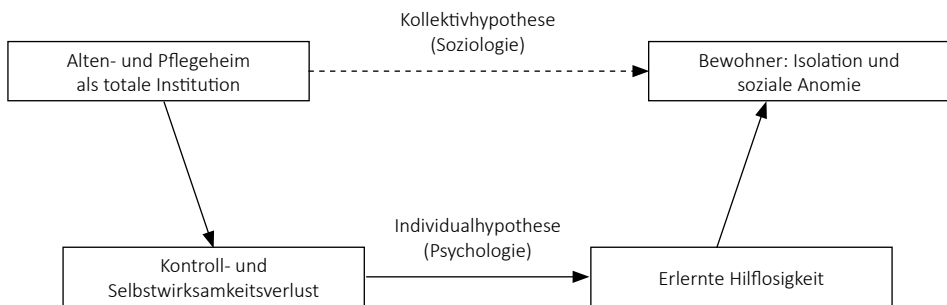 Kollektivhypothese
(Soziologie)
Alten- und Pflegeheim
als totale Institution
Bewohner: Isolation und
soziale Anomie
Individualhypothese
(Psychologie)
Kontroll- und
Selbstwirksamkeitsverlust
Erlernte Hilflosigkeit